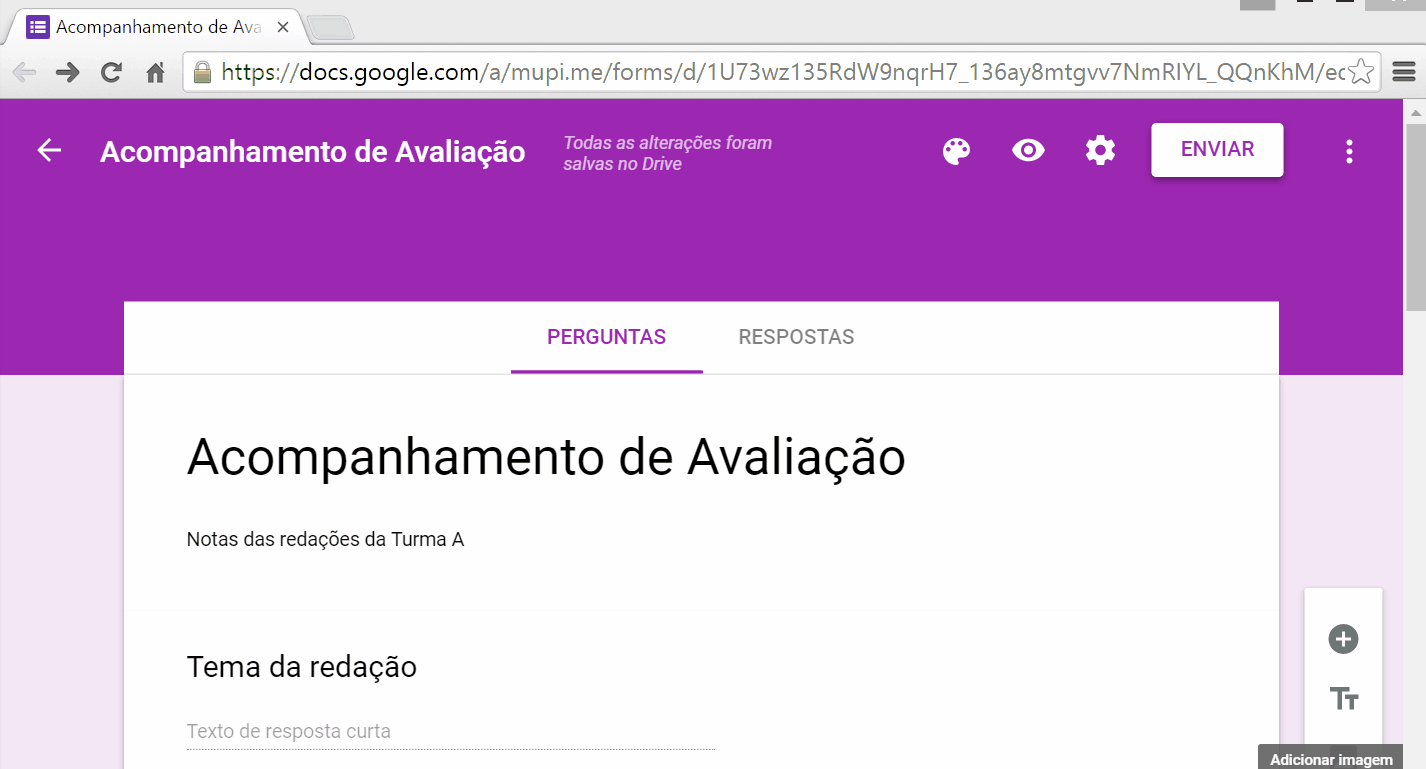 Acompanhamento de Ava
https://docs.google.com/a/mupi.me/forms/d/1U73wz135RdW9nqrH7_136ay8mtgvv7NmRIYL_QQnKhM/ec
Acompanhamento de Avaliação
Todas as alterações foram
salvas no Drive
ENVIAR
PERGUNTAS
RESPOSTAS
Acompanhamento de Avaliação
Notas das redações da Turma A
Tema da redação
Texto de resposta curta
Tт
Adicionar imagem